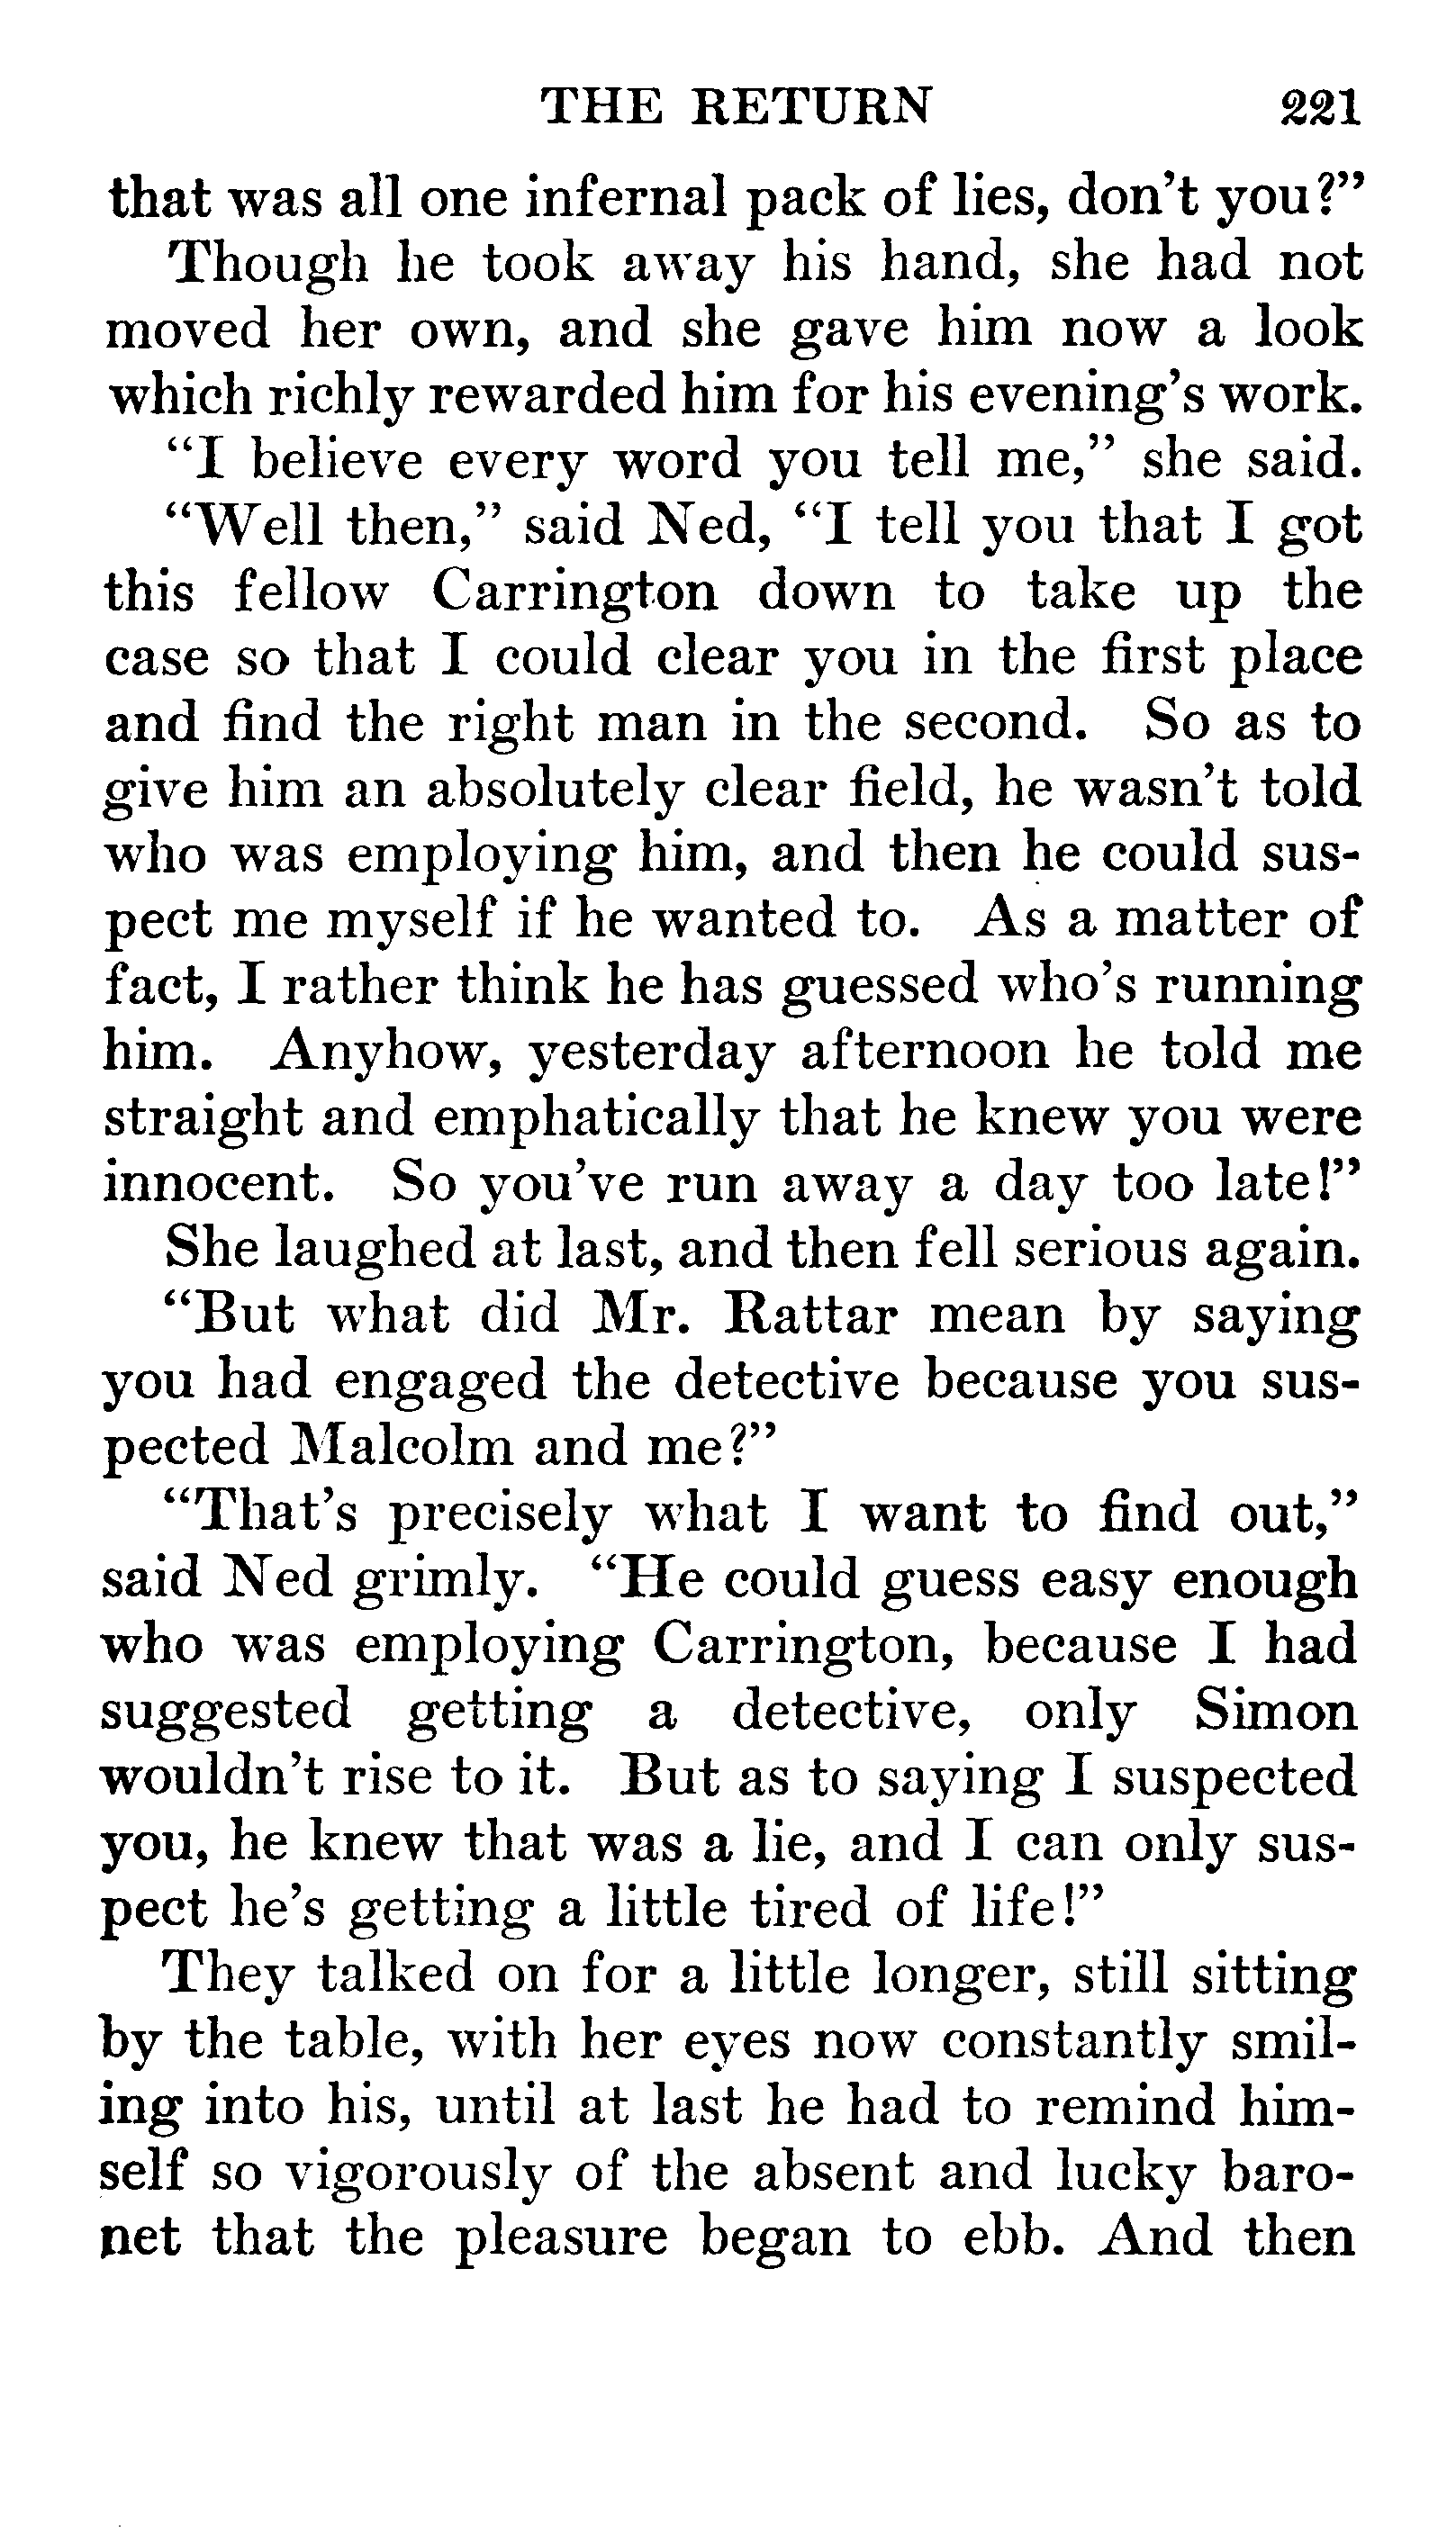 THE RETURN 221
that was all one infernal pack of lies, don't you?"
Though he took away his hand, she had not
moved her own, and she gave him now a look
which richly rewarded him for his evening's work.
"I believe every word you tell me," she said.
"Well then," said Ned, "I tell you that I got
this fellow Carrington down to take up the
case so that I could clear you in the first place
and find the right man in the second. So as to
give him an absolutely clear field, he wasn't told
who was employing him, and then he could sus-
pect me myself if he wanted to. As a matter of
fact, I rather think he has guessed who's running
him. Anyhow, yesterday afternoon he told me
straight and emphatically that he knew you were
innocent. So you've run away a day too late!"
She laughed at last, and then fell serious again.
"But what did Mr. Rattar mean by saying
you had engaged the detective because you sus-
pected Malcolm and me?"
"That's precisely what I want to find out,"
said Ned grimly. "He could guess easy enough
who was employing Carrington, because I had
suggested getting a detective, only Simon
wouldn't rise to it. But as to saying I suspected
you, he knew that was a lie, and I can only sus-
pect he's getting a little tired of life!"
They talked on for a little longer, still sitting
by the table, with her eyes now constantly smil-
ing into his, until at last he had to remind him-
self so vigorously of the absent and lucky baro-
net that the pleasure began to ebb. And then